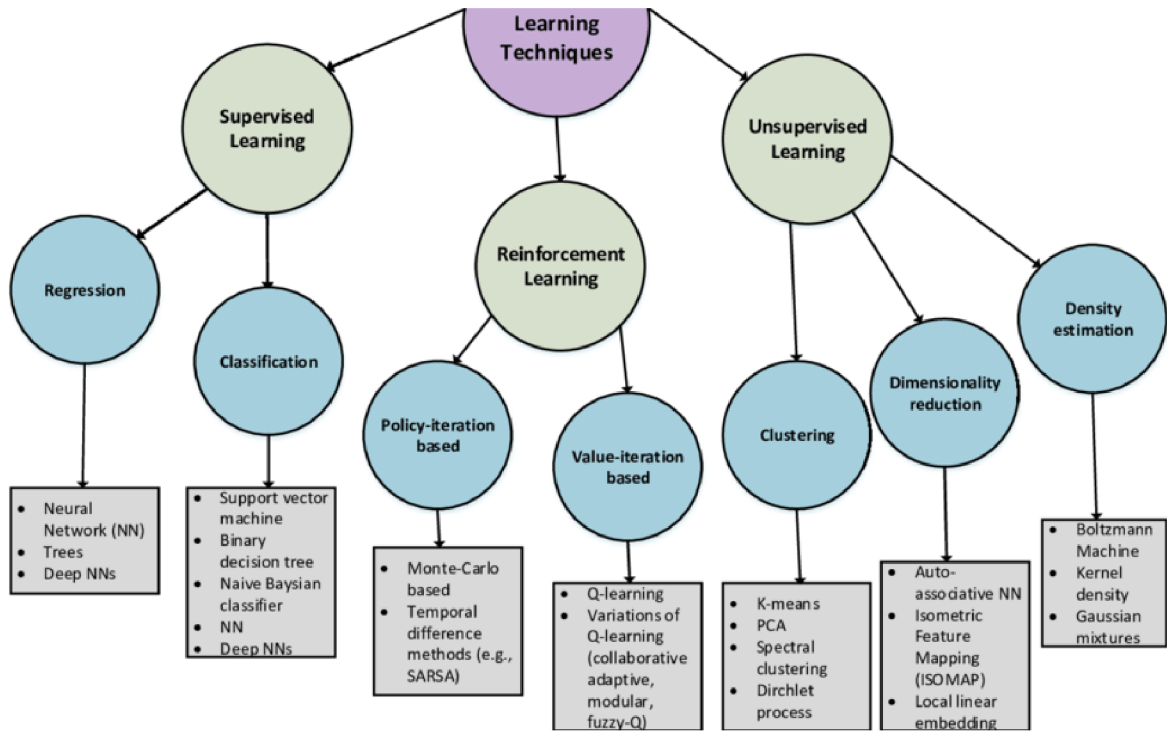 Learning
Techniques
Supervised
Learning
Unsupervised
Learning
Reinforcement
Learning
Regression
Classification
Policy-iteration
based
Value-iteration
based
Clustering
Dimensionality
reduction
Density
estimation
• Neural
Network (NN)
• Trees
• Deep NNs
• Support vector
machine
• Binary
decision tree
• Naive Baysian
classifier
• NN
• Deep NNs
• Monte-Carlo
based
• Temporal
difference
methods (e.g.,
SARSA)
• Q-learning
• Variations of
Q-learning
(collaborative
adaptive,
modular,
fuzzy-Q)
• K-means
• PCA
• Spectral
clustering
• Dirchlet
process
• Auto-
associative NN
• Isometric
Feature
Mapping
(ISOMAP)
• Local linear
embedding
• Boltzmann
Machine
• Kernel
density
• Gaussian
mixtures